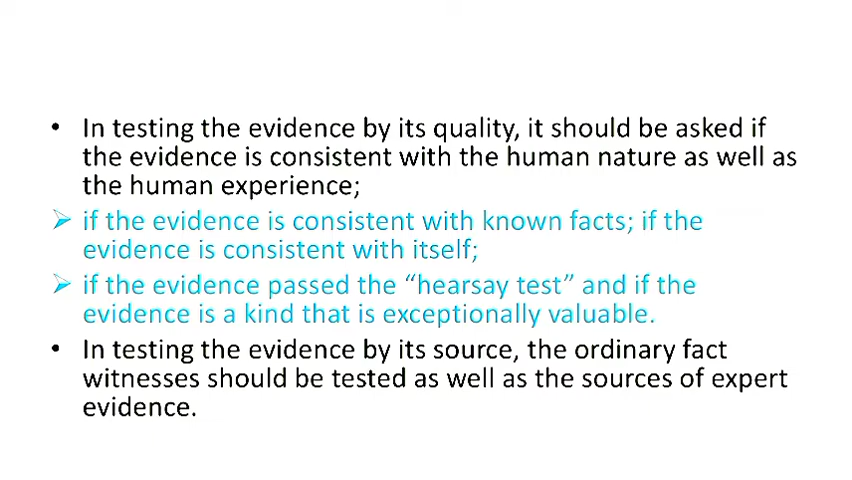 • In testing the evidence by its quality, it should be asked if
the evidence is consistent with the human nature as well as
the human experience;
➢ if the evidence is consistent with known facts; if the
evidence is consistent with itself;
➢ if the evidence passed the “hearsay test” and if the
evidence is a kind that is exceptionally valuable.
• In testing the evidence by its source, the ordinary fact
witnesses should be tested as well as the sources of expert
evidence.